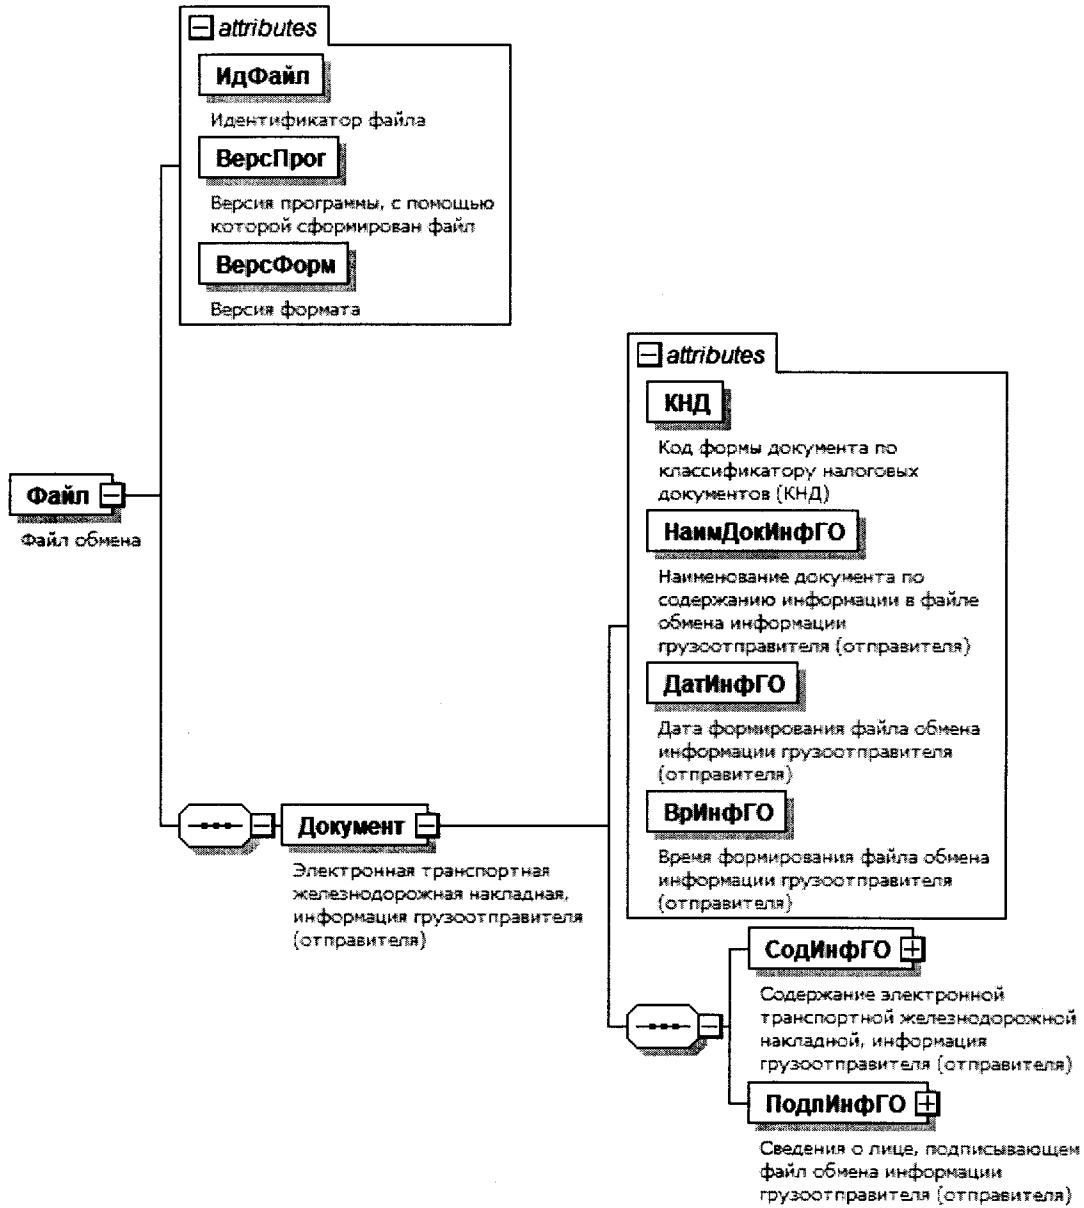 attributes
ИдФайл
Идентификатор файла
ВерсПрог
Версия программы, с помощью
которой сформирован файл
ВерсФорм
Версия формата
Файл
Файл обмена
Документ
Электронная транспортная
железнодорожная накладная,
информация грузоотправителя
(отправителя)
attributes
КНД
Код формы документа по
классификатору налоговых
документов (КНД)
НаимДокИнфГО
Наименование документа по
содержанию информации в файле
обмена информации
грузоотправителя (отправителя)
ДатИнфГО
Дата формирования файла обмена
информации грузоотправителя
(отправителя)
ВрИнфГО
Время формирования файла обмена
информации грузоотправителя
(отправителя)
СодИнфГО
Содержание электронной
транспортной железнодорожной
накладной, информация
грузоотправителя (отправителя)
ПодпИнфГО
Сведения о лице, подписывающем
файл обмена информации
грузоотправителя (отправителя)